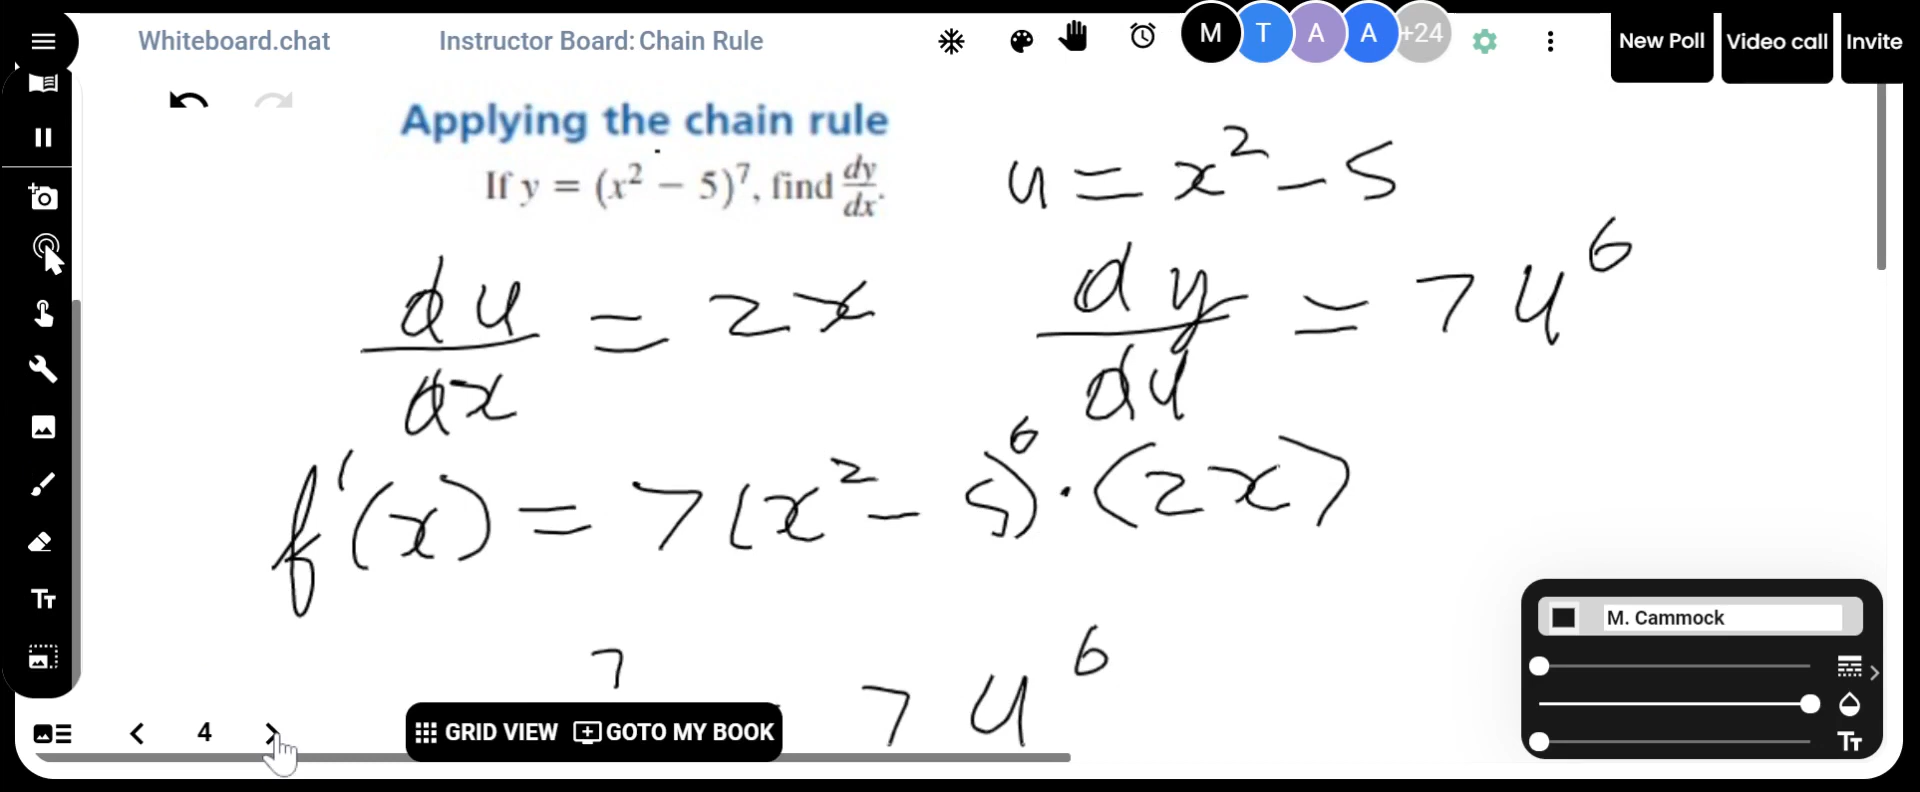 Whiteboard.chat Instructor Board: Chain Rule M T A A +24 New Poll Video call Invite
Applying the chain rule
If y = (x² − 5)⁷, find dy/dx.
u = x² − 5
du/dx = 2x
dy/du = 7u⁶
f'(x) = 7(x² − 5)⁶ · (2x)
7
7u⁶
M. Cammock
Tт
Tт
4 GRID VIEW GOTO MY BOOK